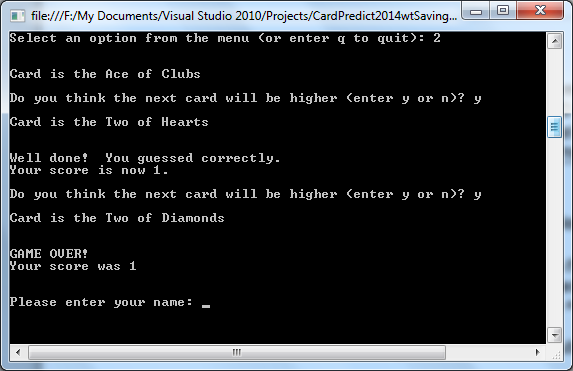 file:///F:/My Documents/Visual Studio 2010/Projects/CardPredict2014wtSaving...
Select an option from the menu (or enter q to quit): 2
Card is the Ace of Clubs
Do you think the next card will be higher (enter y or n)? y
Card is the Two of Hearts
Well done!  You guessed correctly.
Your score is now 1.
Do you think the next card will be higher (enter y or n)? y
Card is the Two of Diamonds
GAME OVER!
Your score was 1
Please enter your name: _